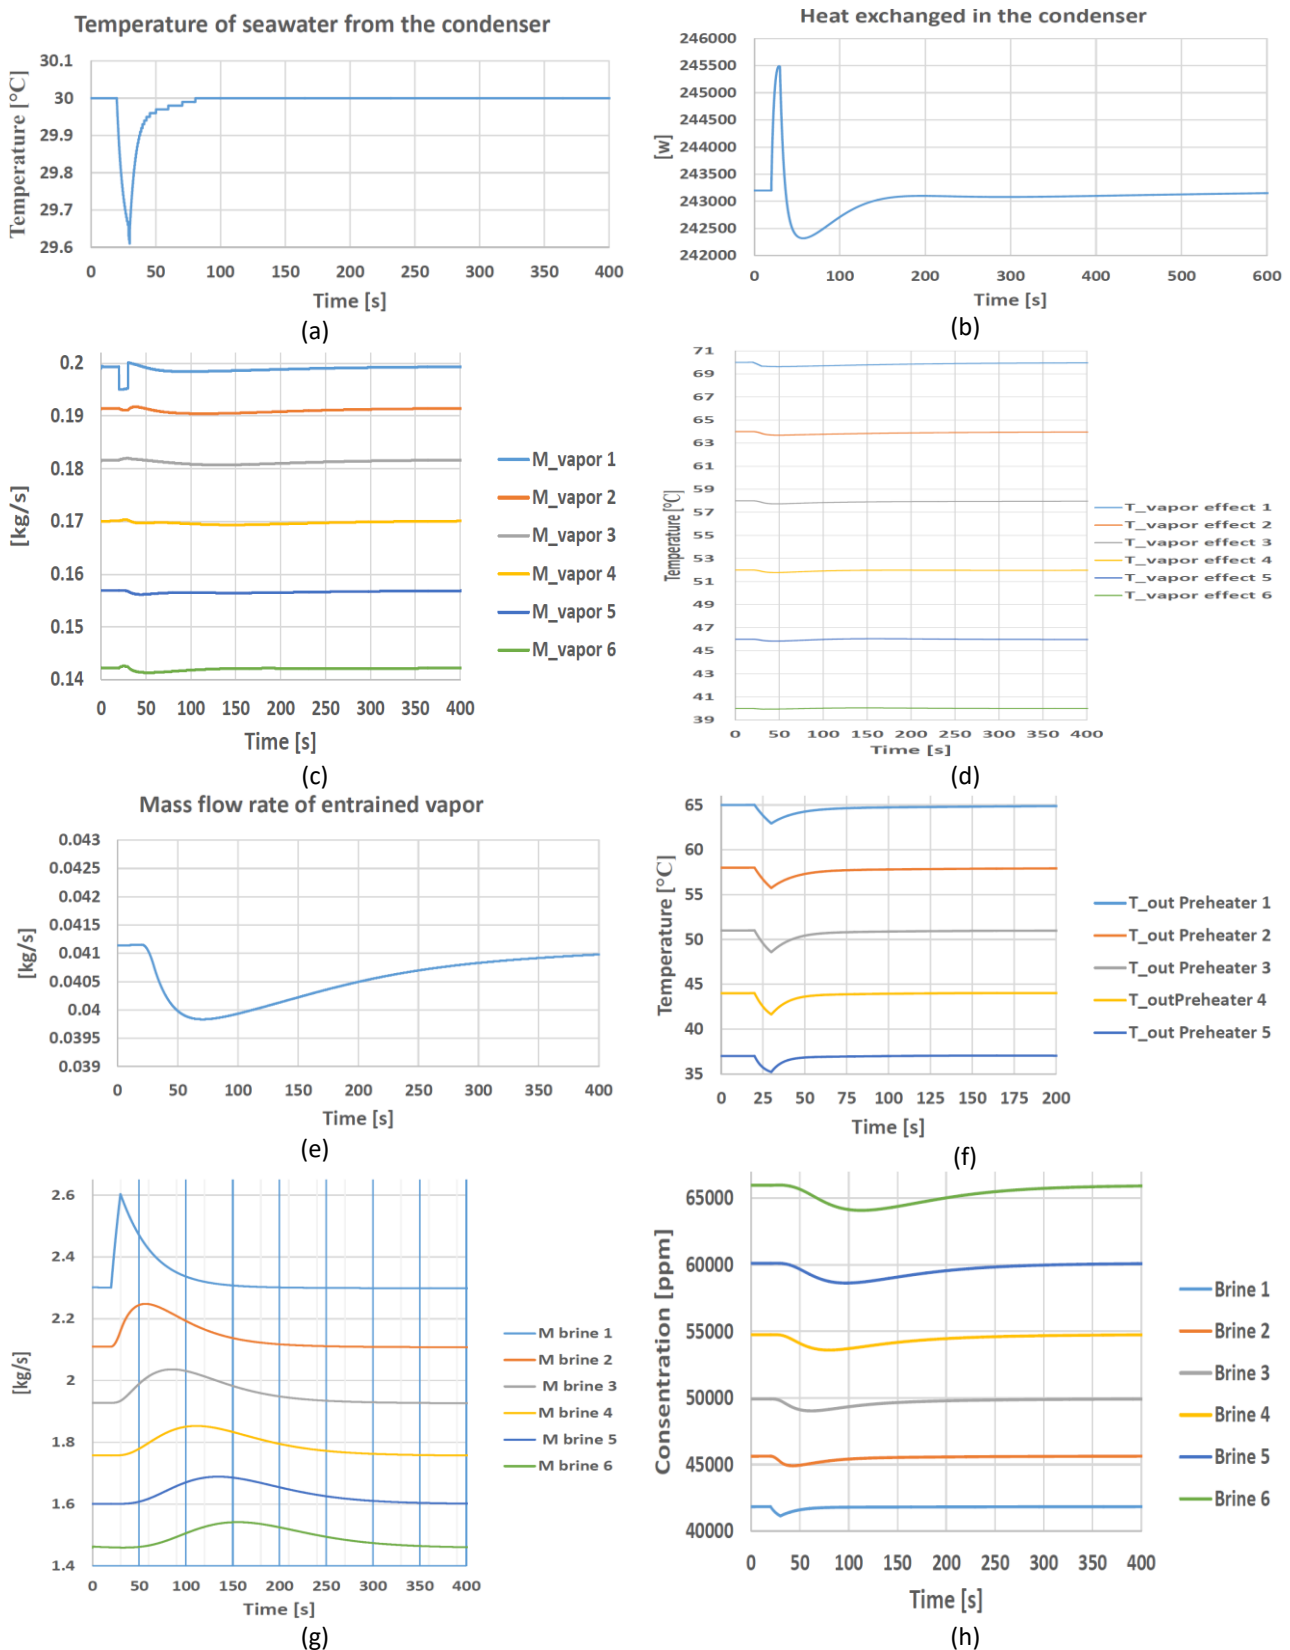 Temperature of seawater from the condenser
30.1
30
29.9
29.8
29.7
29.6
Temperature [°C]
0 50 100 150 200 250 300 350 400
Time [s]
(a)
Heat exchanged in the condenser
246000
245500
245000
244500
244000
243500
243000
242500
242000
[w]
0 100 200 300 400 500 600
Time [s]
(b)
0.2
0.19
0.18
0.17
0.16
0.15
0.14
[kg/s]
0 50 100 150 200 250 300 350 400
Time [s]
M_vapor 1
M_vapor 2
M_vapor 3
M_vapor 4
M_vapor 5
M_vapor 6
(c)
71
69
67
65
63
61
59
57
55
53
51
49
47
45
43
41
39
Temperature [°C]
0 50 100 150 200 250 300 350 400
Time [s]
T_vapor effect 1
T_vapor effect 2
T_vapor effect 3
T_vapor effect 4
T_vapor effect 5
T_vapor effect 6
(d)
Mass flow rate of entrained vapor
0.043
0.0425
0.042
0.0415
0.041
0.0405
0.04
0.0395
0.039
[kg/s]
0 50 100 150 200 250 300 350 400
Time [s]
(e)
65
60
55
50
45
40
35
Temperature [°C]
0 25 50 75 100 125 150 175 200
Time [s]
T_out Preheater 1
T_out Preheater 2
T_out Preheater 3
T_outPreheater 4
T_out Preheater 5
(f)
2.6
2.4
2.2
2
1.8
1.6
1.4
[kg/s]
0 50 100 150 200 250 300 350 400
Time [s]
M brine 1
M brine 2
M brine 3
M brine 4
M brine 5
M brine 6
(g)
65000
60000
55000
50000
45000
40000
Consentration [ppm]
0 50 100 150 200 250 300 350 400
Time [s]
Brine 1
Brine 2
Brine 3
Brine 4
Brine 5
Brine 6
(h)